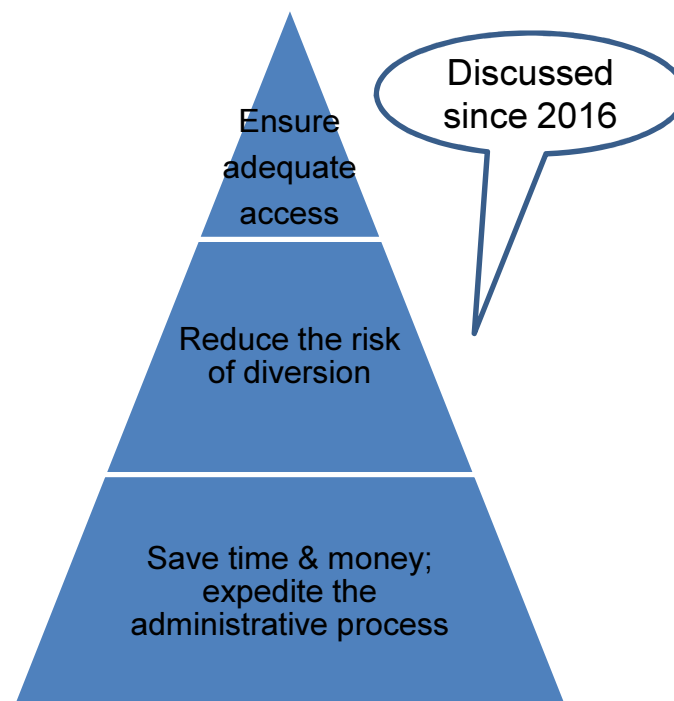 Discussed
since 2016
Ensure
adequate
access
Reduce the risk
of diversion
Save time & money;
expedite the
administrative process